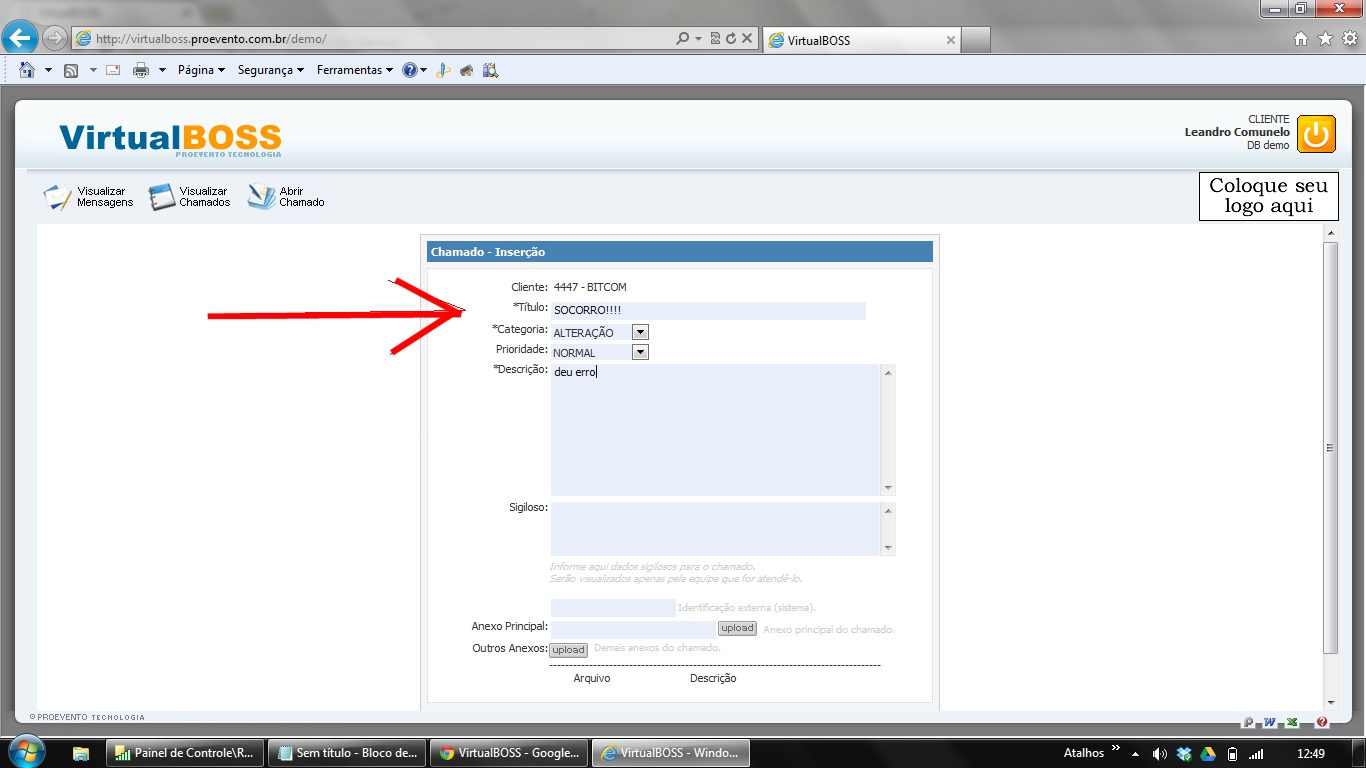 http://virtualboss.proevento.com.br/demo/
VirtualBOSS
Página
Segurança
Ferramentas
VirtualBOSS
PROEVENTO TECNOLOGIA
CLIENTE
Leandro Comunelo
DB demo
Visualizar
Mensagens
Visualizar
Chamados
Abrir
Chamado
Coloque seu
logo aqui
Chamado - Inserção
Cliente: 4447 - BITCOM
*Título: SOCORRO!!!!
*Categoria: ALTERAÇÃO
Prioridade: NORMAL
*Descrição: deu erro
Sigiloso:
Informe aqui dados sigilosos para o chamado.
Serão visualizados apenas pela equipe que for atendê-lo.
Identificação externa (sistema).
Anexo Principal: upload Anexo principal do chamado.
Outros Anexos: upload Demais anexos do chamado.
Arquivo Descrição
© PROEVENTO TECNOLOGIA
Painel de Controle\R...
Sem título - Bloco de...
VirtualBOSS - Google...
VirtualBOSS - Windo...
Atalhos
12:49